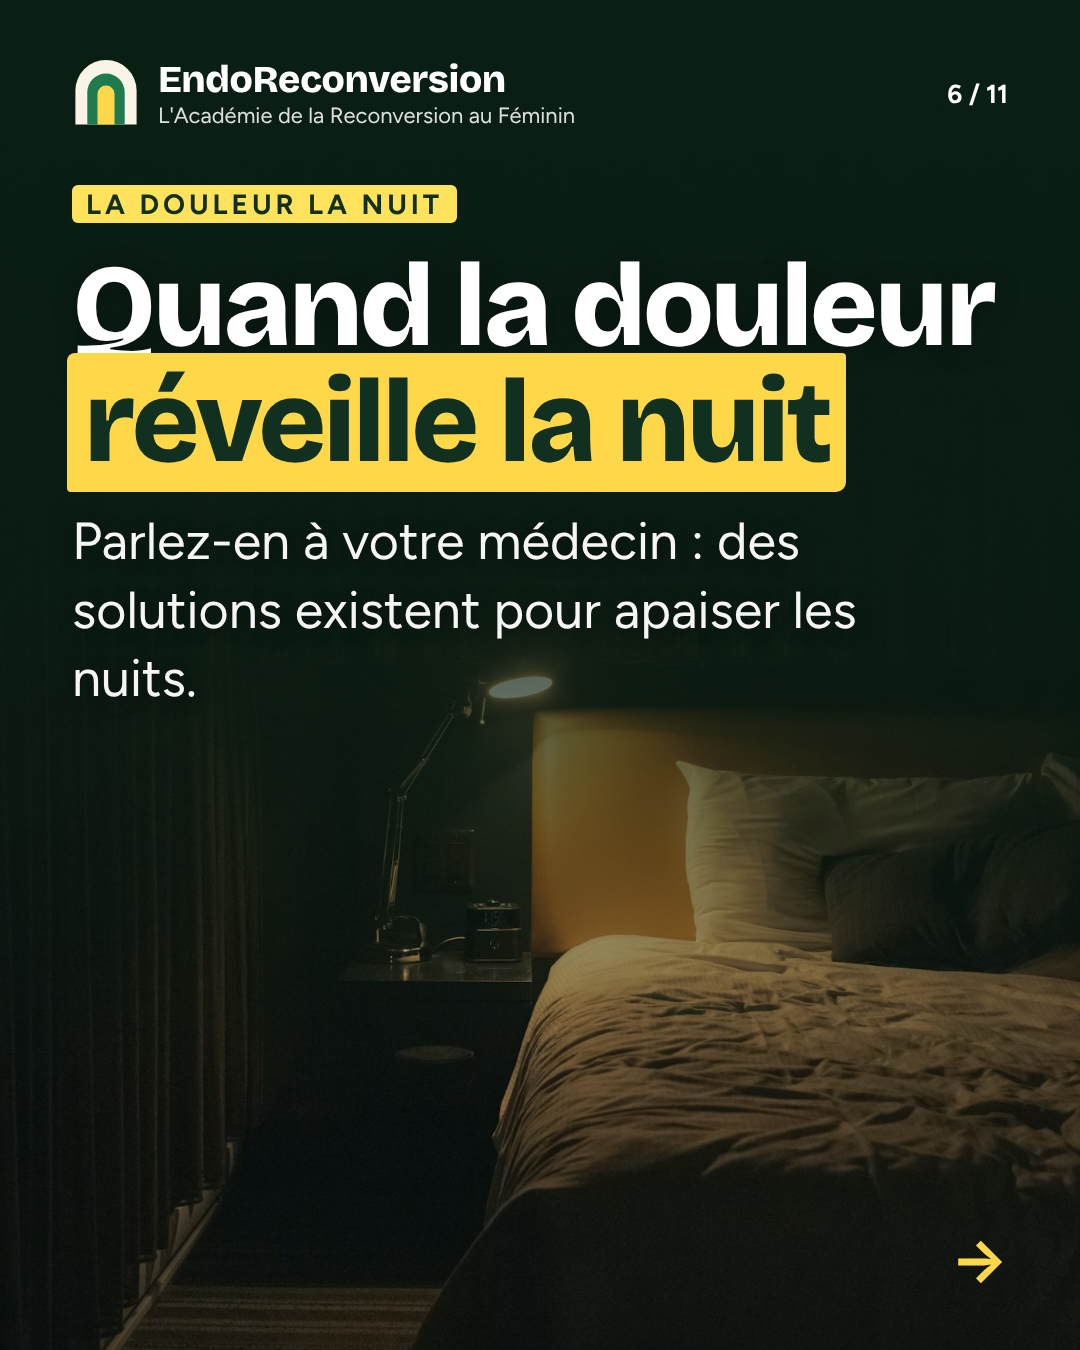 EndoReconversion
L'Académie de la Reconversion au Féminin
6 / 11
LA DOULEUR LA NUIT
Quand la douleur
réveille la nuit
Parlez-en à votre médecin : des
solutions existent pour apaiser les
nuits.